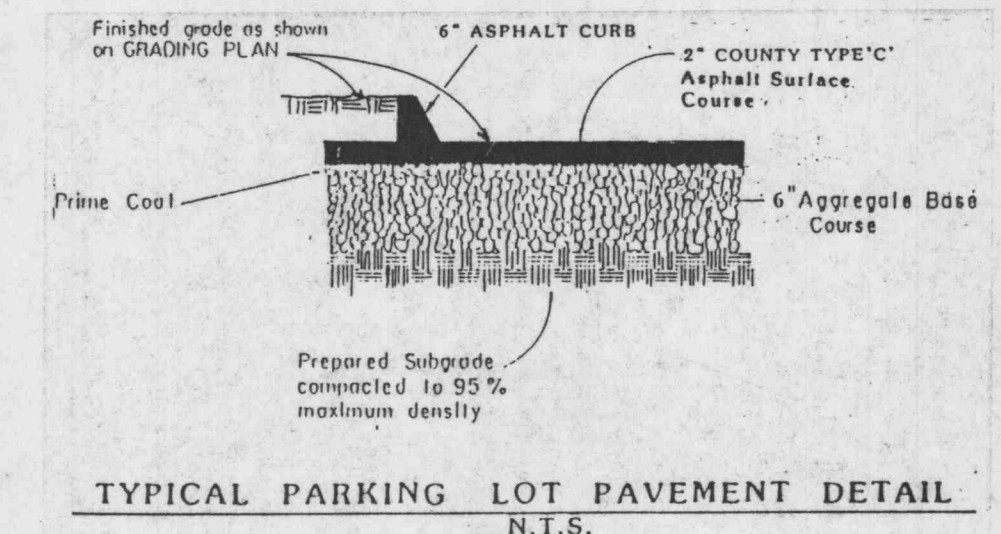 Finished grade as shown
on GRADING PLAN
6" ASPHALT CURB
2" COUNTY TYPE 'C'
Asphalt Surface
Course
Prime Coat
6" Aggregate Base
Course
Prepared Subgrade
compacted to 95 %
maximum density
TYPICAL PARKING LOT PAVEMENT DETAIL
N.T.S.